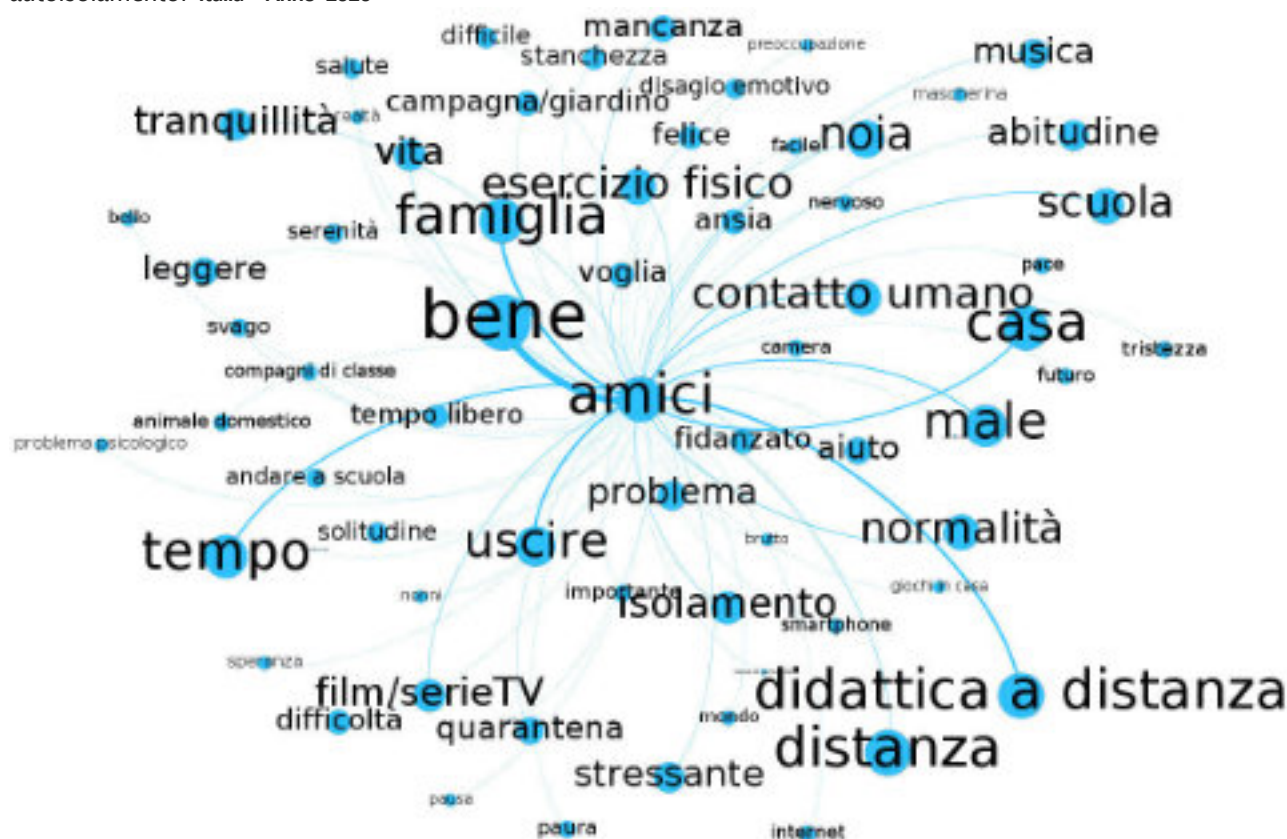 mancanza
difficile
preoccupazione
stanchezza
musica
salute
disagio emotivo
mascherina
campagna/giardino
tranquillità
felice
facile
noia
abitudine
vita
esercizio fisico
famiglia
ansia
nervoso
scuola
bello
serenità
leggere
voglia
pace
contatto umano
bene
svago
casa
camera
tristezza
compagni di classe
futuro
amici
animale domestico
tempo libero
male
problema psicologico
fidanzato
aiuto
andare a scuola
problema
solitudine
normalità
tempo
uscire
brutto
nonni
importante
giochi in casa
isolamento
smartphone
speranza
film/serieTV
didattica a distanza
difficoltà
quarantena
mondo
distanza
stressante
pausa
paura
internet